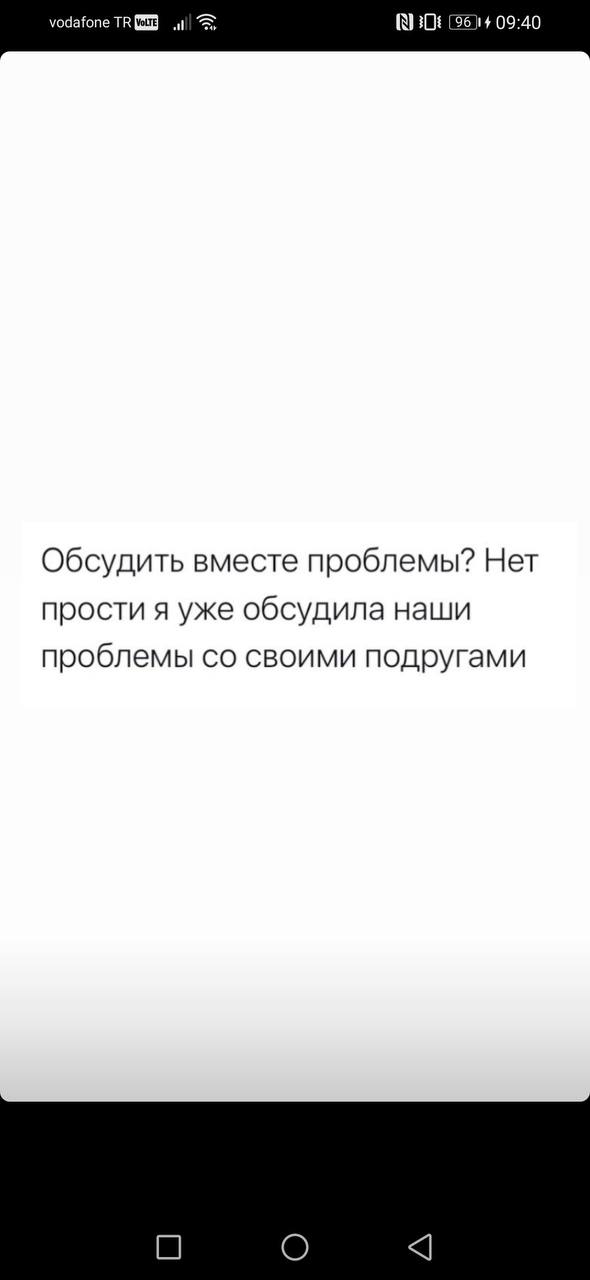 vodafone TR VoLTE 96 09:40
Обсудить вместе проблемы? Нет
прости я уже обсудила наши
проблемы со своими подругами